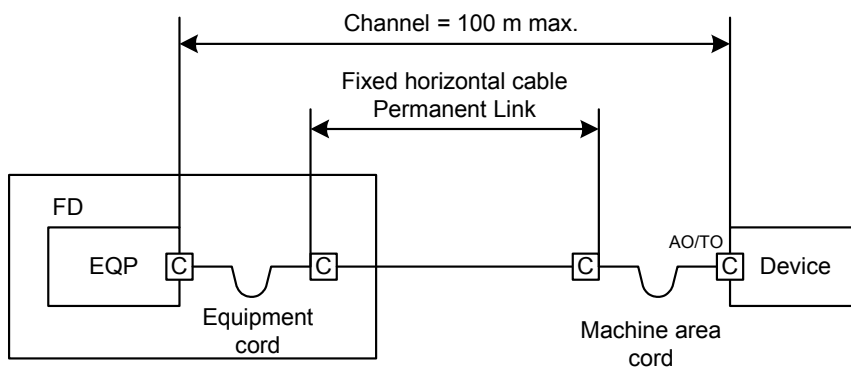 Channel = 100 m max.
Fixed horizontal cable
Permanent Link
FD
AO/TO
EQP
C
C
C
C
Device
Equipment
cord
Machine area
cord